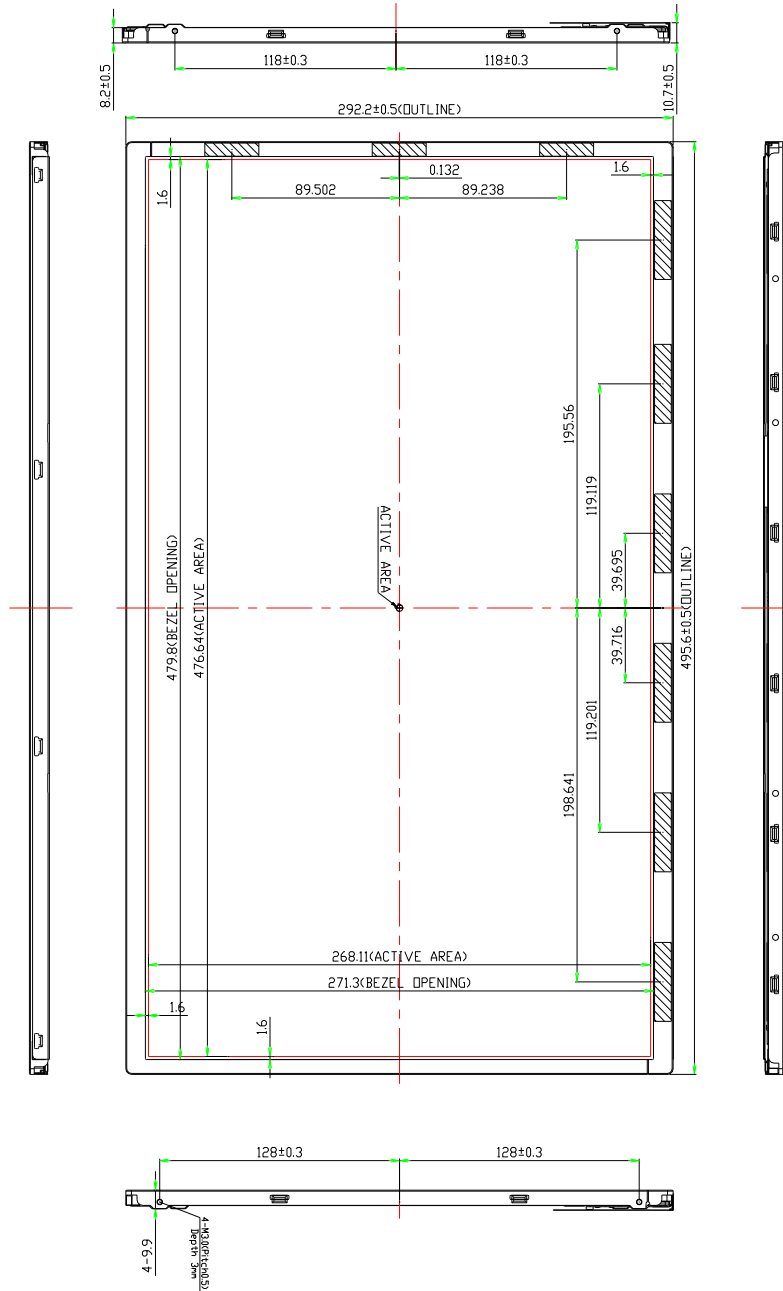 118±0.3
118±0.3
8.2±0.5
10.7±0.5
292.2±0.5(OUTLINE)
0.132
1.6
1.6
89.502
89.238
195.56
119.119
39.695
ACTIVE AREA
479.8(BEZEL OPENING)
476.64(ACTIVE AREA)
495.6±0.5(OUTLINE)
39.716
119.201
198.641
268.11(ACTIVE AREA)
271.3(BEZEL OPENING)
1.6
1.6
128±0.3
128±0.3
4-9.9
4-M3.0(Pitch0.5)
Depth 3mm